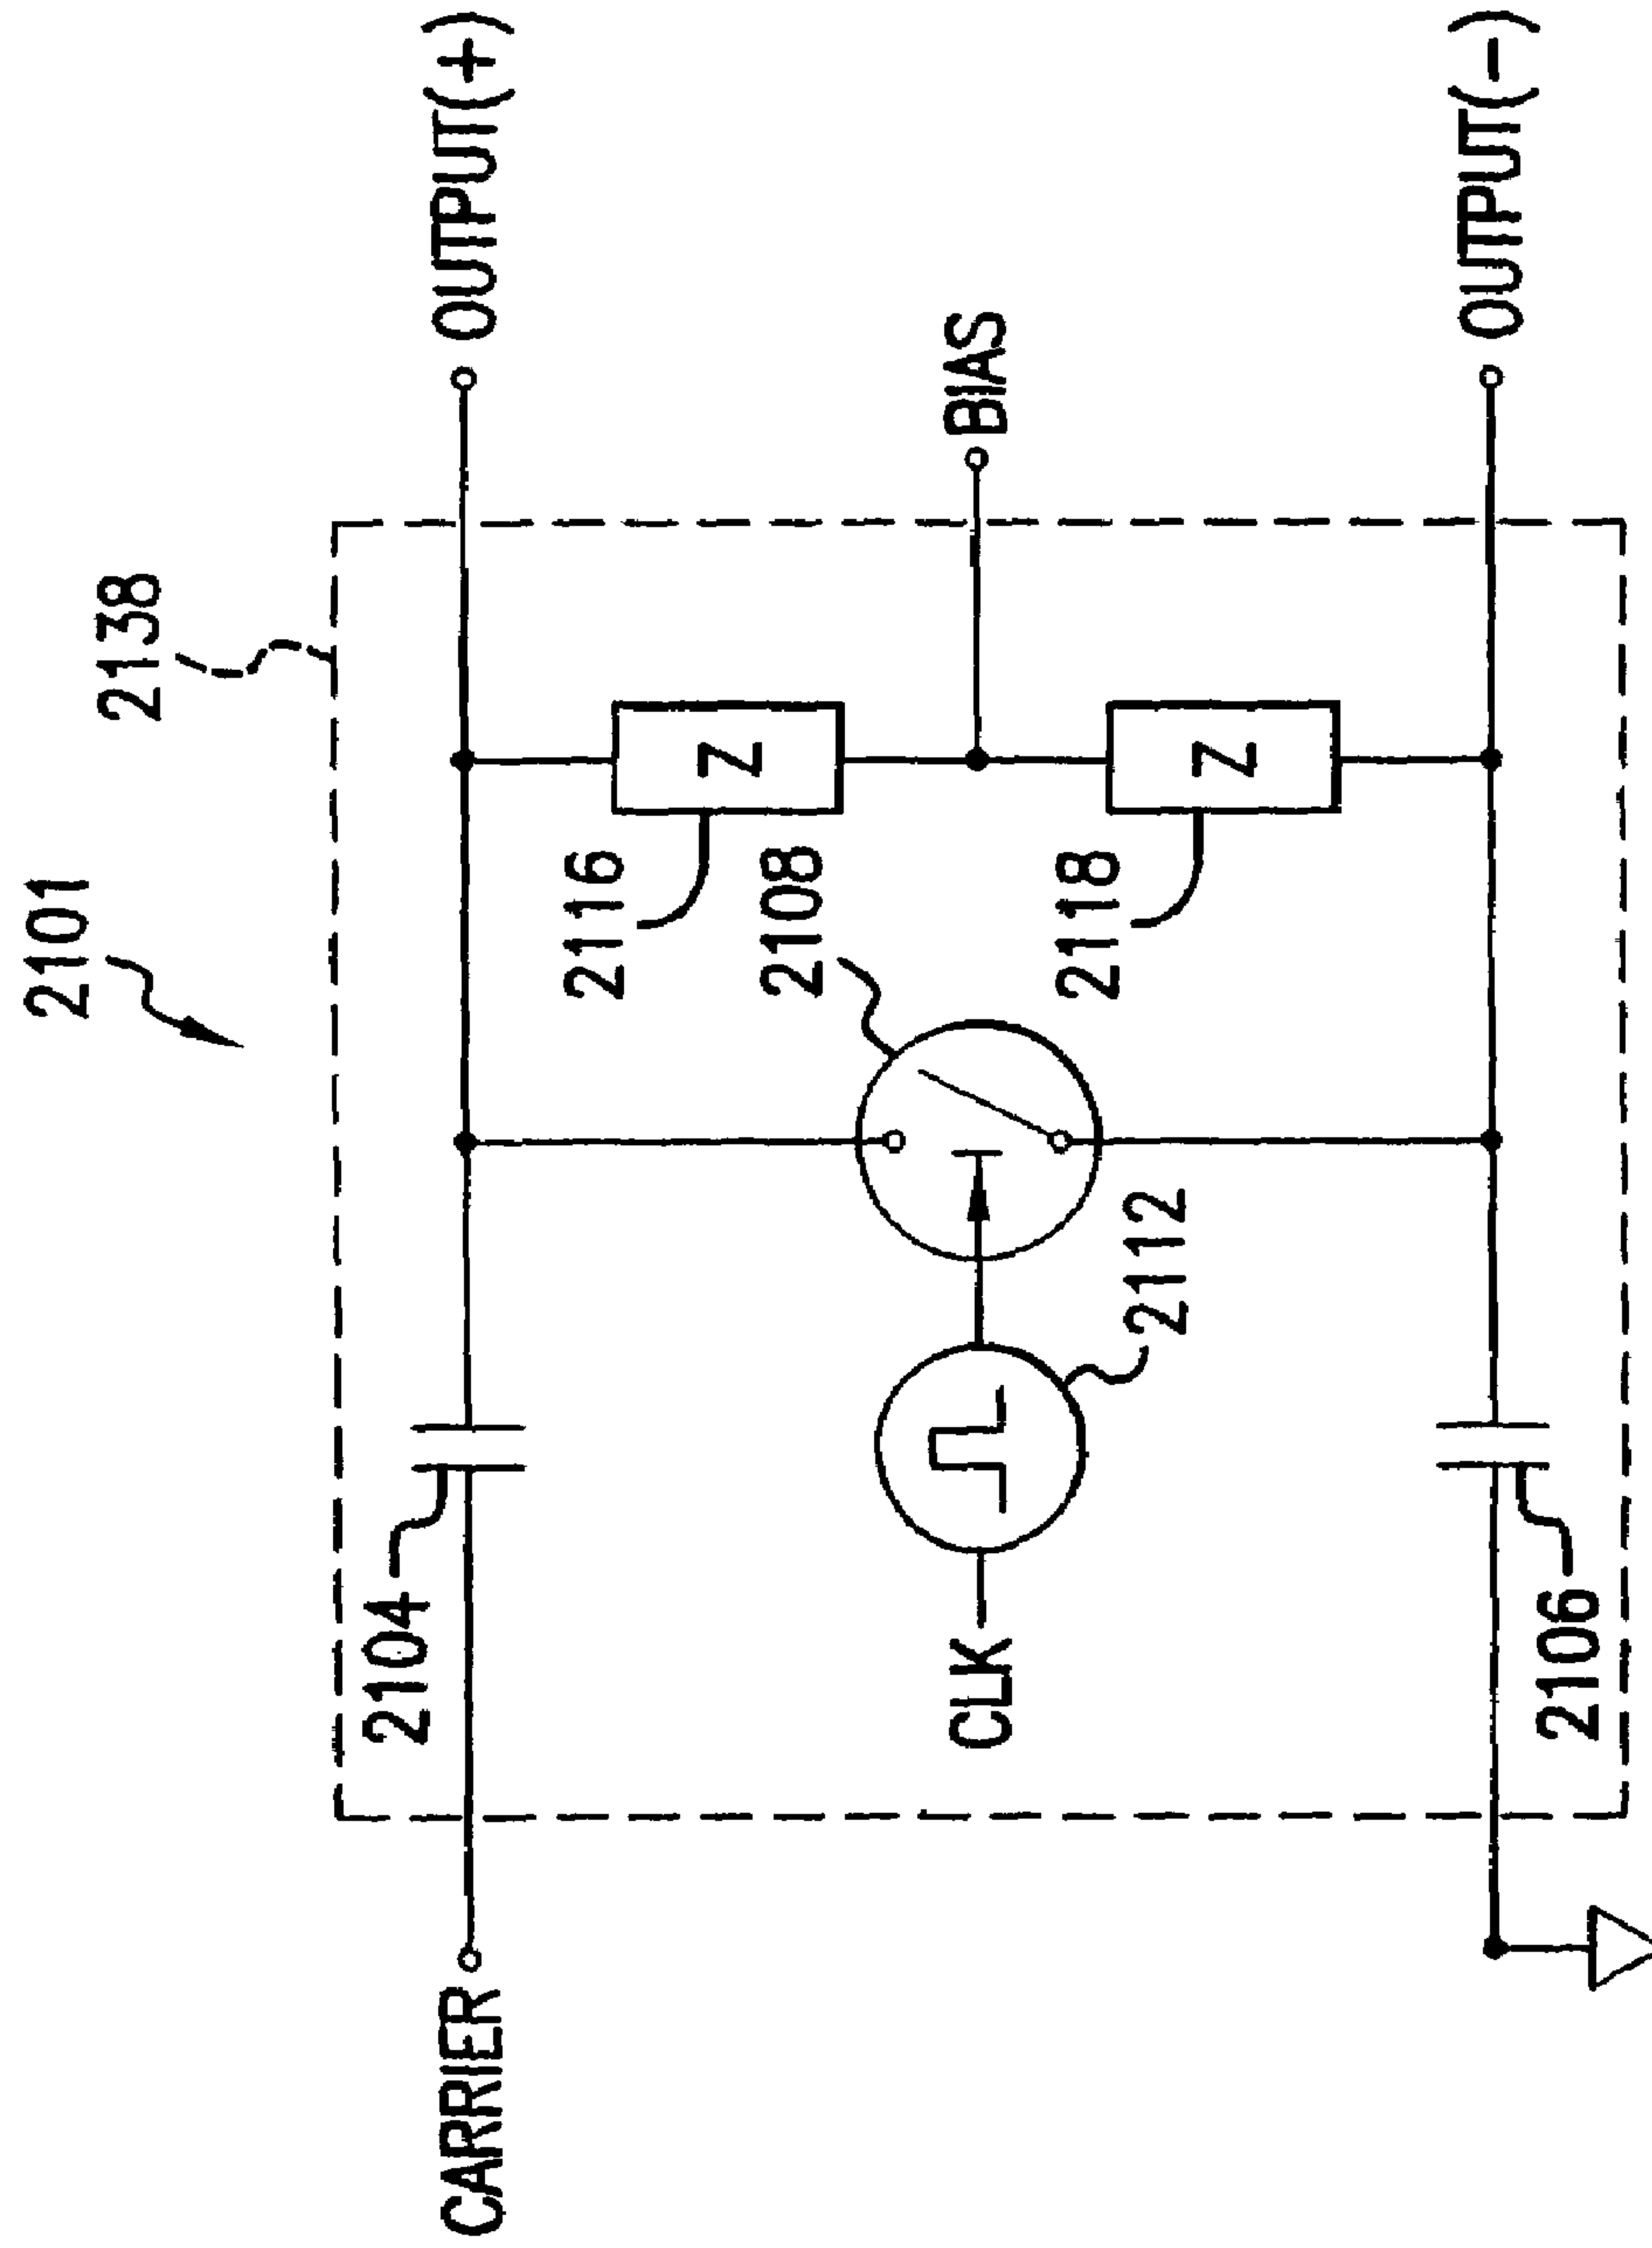 2101
2138
CARRIER
2104
OUTPUT(+)
2116
Z
2108
BIAS
CLK
2112
2118
Z
2106
OUTPUT(-)